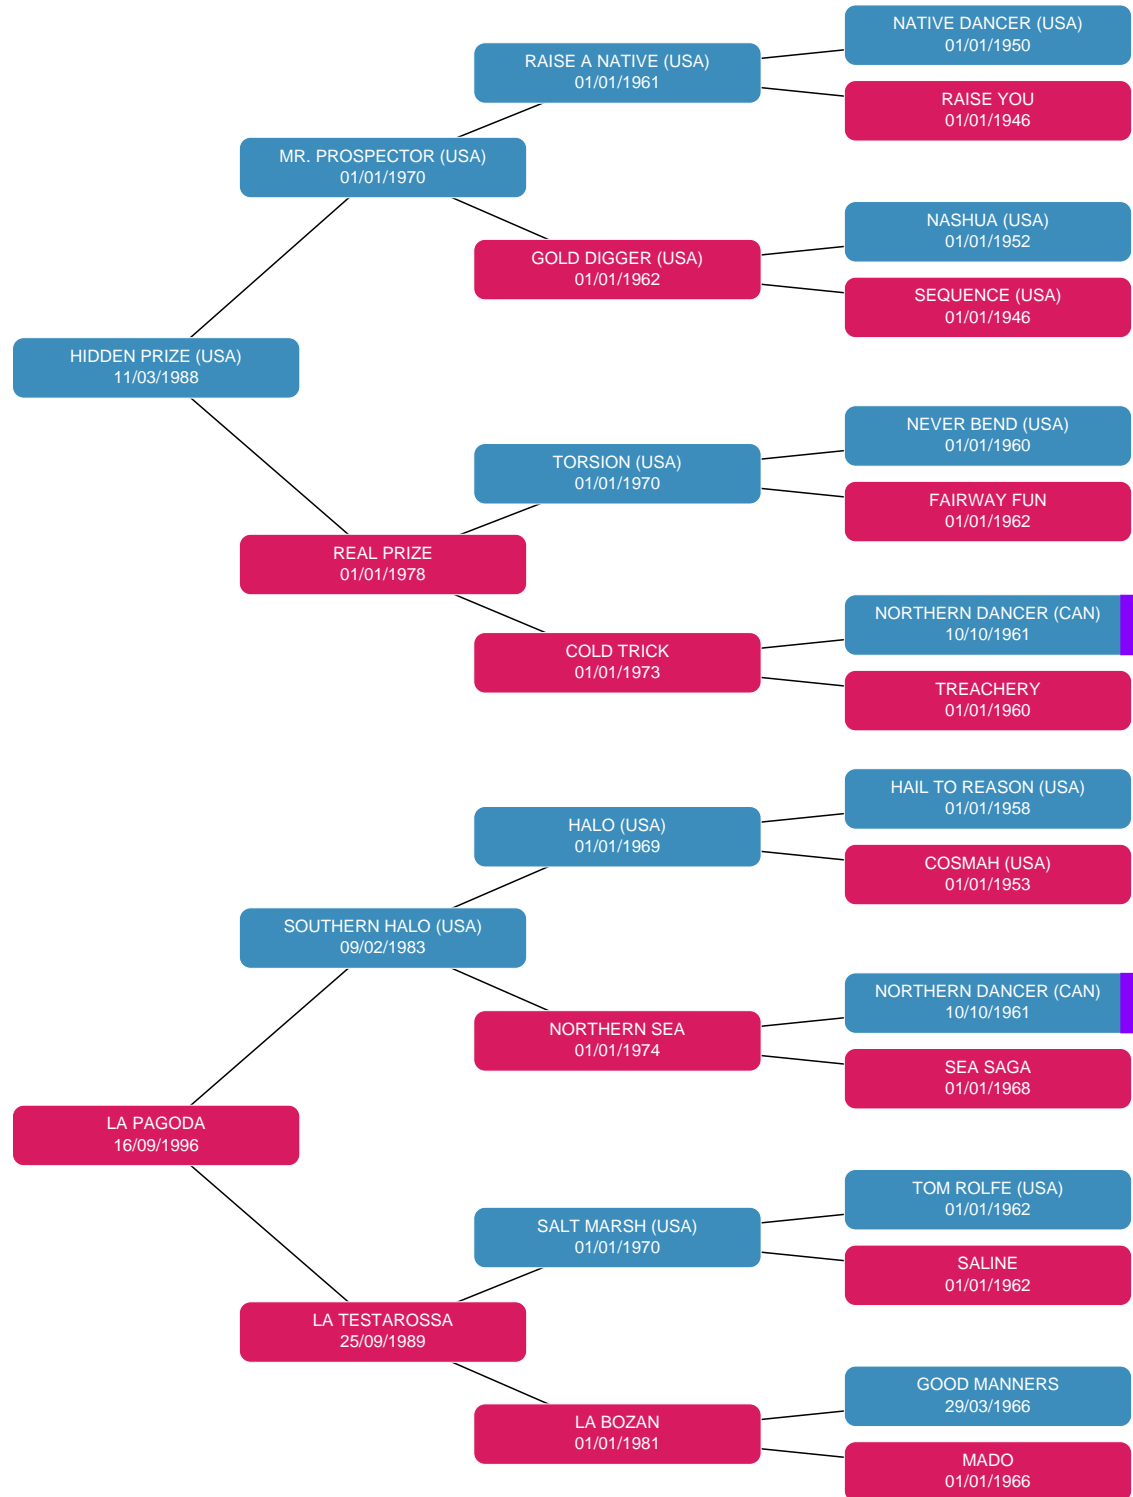 NATIVE DANCER (USA)
01/01/1950
RAISE A NATIVE (USA)
01/01/1961
RAISE YOU
01/01/1946
MR. PROSPECTOR (USA)
01/01/1970
NASHUA (USA)
01/01/1952
GOLD DIGGER (USA)
01/01/1962
SEQUENCE (USA)
01/01/1946
HIDDEN PRIZE (USA)
11/03/1988
NEVER BEND (USA)
01/01/1960
TORSION (USA)
01/01/1970
FAIRWAY FUN
01/01/1962
REAL PRIZE
01/01/1978
NORTHERN DANCER (CAN)
10/10/1961
COLD TRICK
01/01/1973
TREACHERY
01/01/1960
HAIL TO REASON (USA)
01/01/1958
HALO (USA)
01/01/1969
COSMAH (USA)
01/01/1953
SOUTHERN HALO (USA)
09/02/1983
NORTHERN DANCER (CAN)
10/10/1961
NORTHERN SEA
01/01/1974
SEA SAGA
01/01/1968
LA PAGODA
16/09/1996
TOM ROLFE (USA)
01/01/1962
SALT MARSH (USA)
01/01/1970
SALINE
01/01/1962
LA TESTAROSSA
25/09/1989
GOOD MANNERS
29/03/1966
LA BOZAN
01/01/1981
MADO
01/01/1966